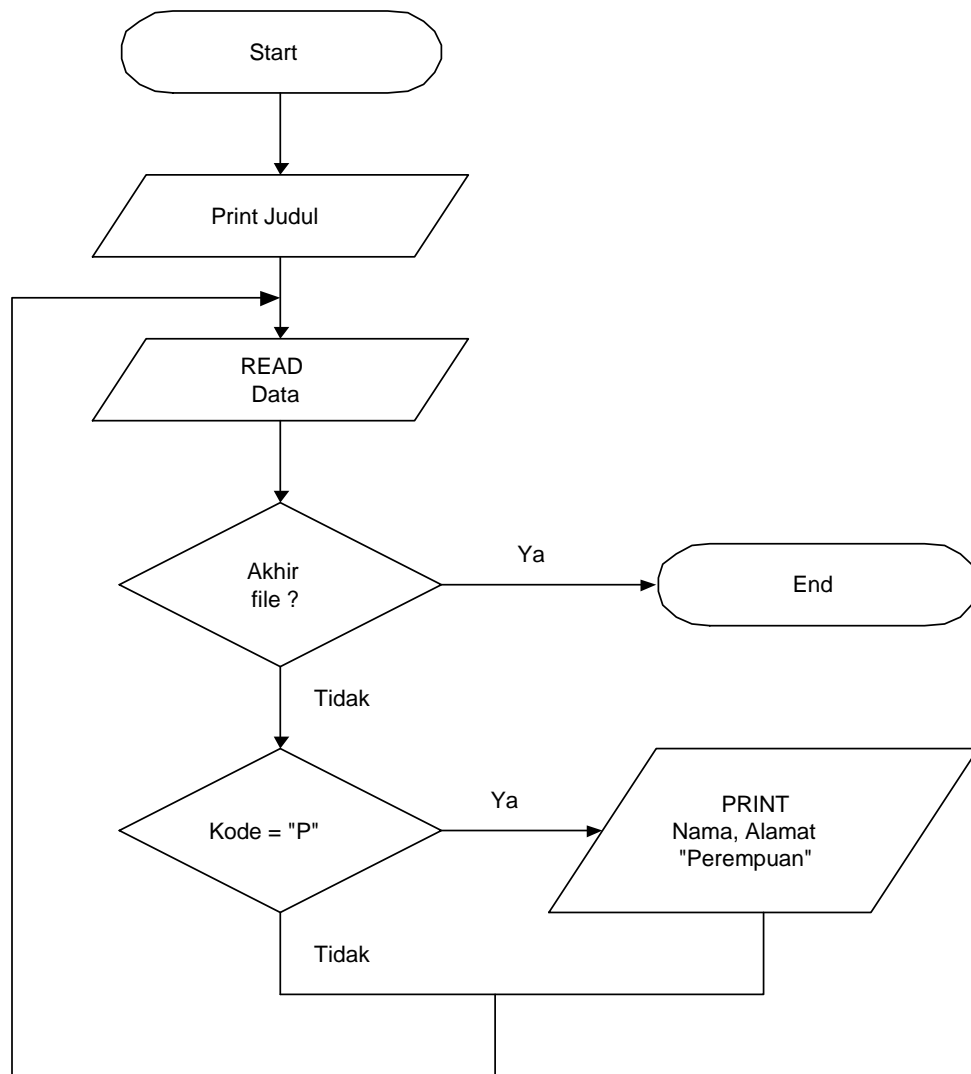 Start
Print Judul
READ
Data
Akhir
file ?
Ya
End
Tidak
Kode = "P"
Ya
PRINT
Nama, Alamat
"Perempuan"
Tidak